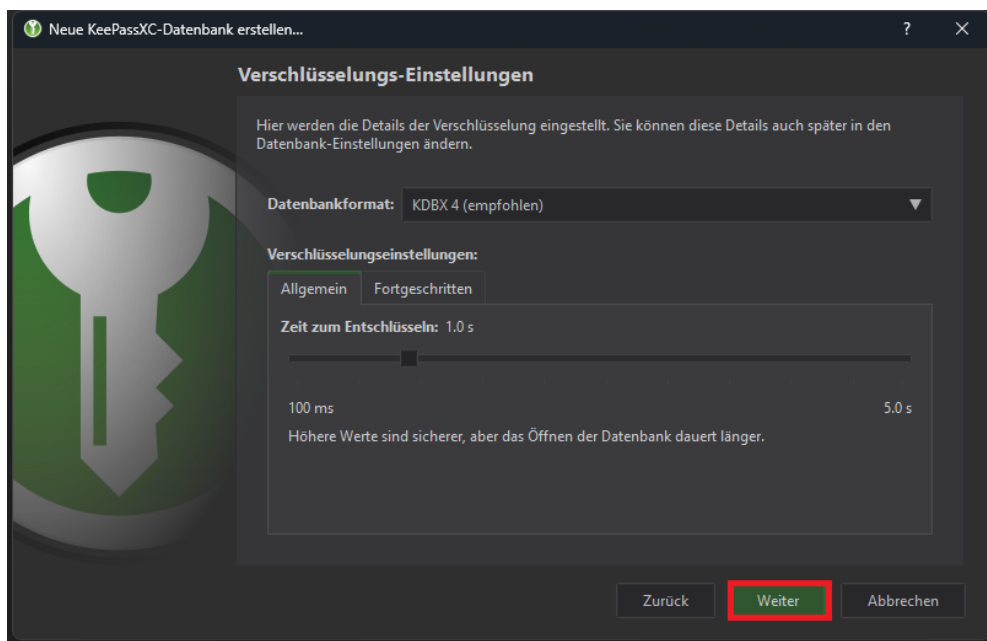 Neue KeePassXC-Datenbank erstellen...
Verschlüsselungs-Einstellungen
Hier werden die Details der Verschlüsselung eingestellt. Sie können diese Details auch später in den
Datenbank-Einstellungen ändern.
Datenbankformat: KDBX 4 (empfohlen)
Verschlüsselungseinstellungen:
Allgemein Fortgeschritten
Zeit zum Entschlüsseln: 1.0 s
100 ms 5.0 s
Höhere Werte sind sicherer, aber das Öffnen der Datenbank dauert länger.
Zurück Weiter Abbrechen